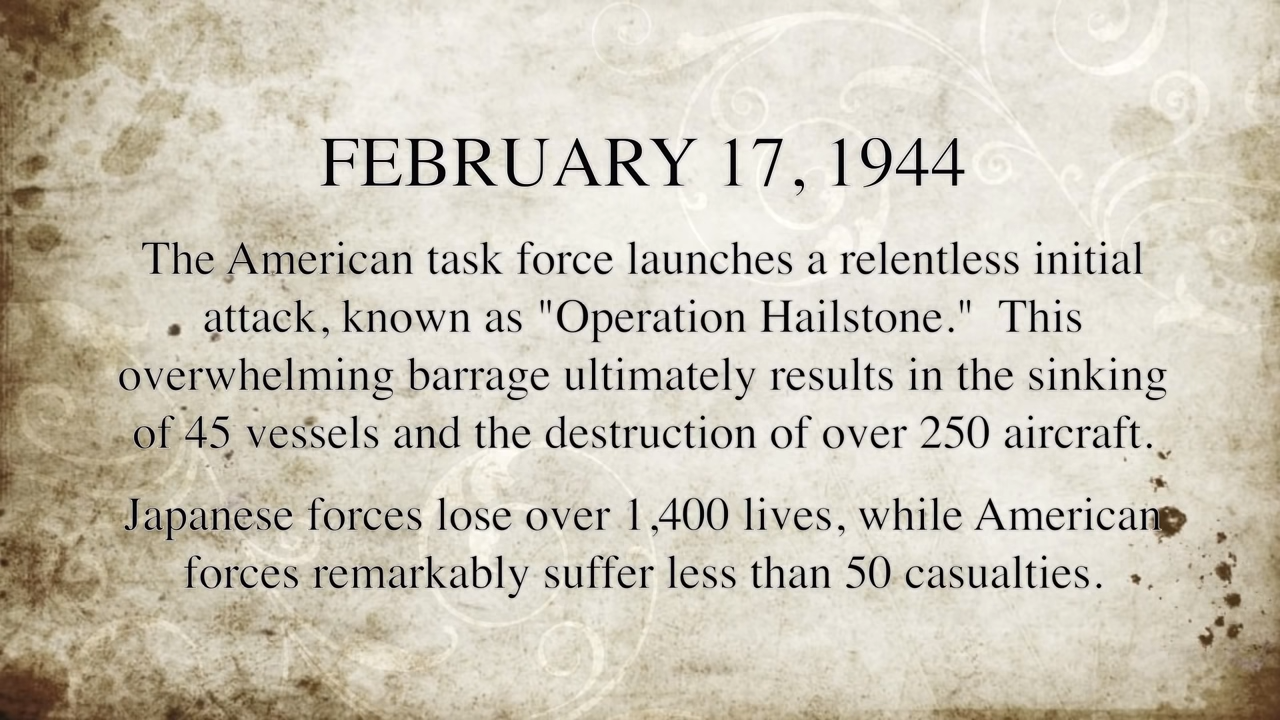 FEBRUARY 17, 1944
The American task force launches a relentless initial
attack, known as "Operation Hailstone."  This
overwhelming barrage ultimately results in the sinking
of 45 vessels and the destruction of over 250 aircraft.
Japanese forces lose over 1,400 lives, while American
forces remarkably suffer less than 50 casualties.